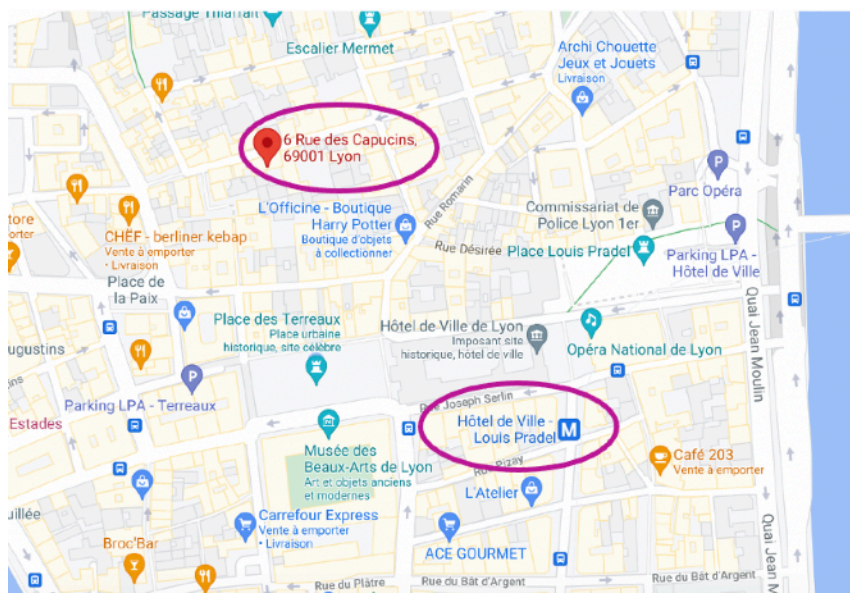 Passage Thiaffait
Escalier Mermet
Archi Chouette
Jeux et Jouets
Livraison
6 Rue des Capucins,
69001 Lyon
Parc Opéra
L'Officine - Boutique
Harry Potter
Boutique d'objets
à collectionner
Rue Romarin
Commissariat de
Police Lyon 1er
tore
orter
CHEF - berliner kebap
Vente à emporter
• Livraison
Rue Désirée
Place Louis Pradel
Parking LPA -
Hôtel de Ville
Place de
la Paix
Quai Jean Moulin
Place des Terreaux
Place urbaine
historique, site célèbre
Hôtel de Ville de Lyon
Imposant site
historique, hôtel de ville
Opéra National de Lyon
ugustins
ins
Parking LPA - Terreaux
Rue Joseph Serlin
Estades
Hôtel de Ville -
Louis Pradel
M
Musée des
Beaux-Arts de Lyon
Art et objets anciens
et modernes
Rue Pizay
Café 203
Vente à emporter
L'Atelier
uillée
Carrefour Express
Vente à emporter
• Livraison
Broc'Bar
ACE GOURMET
Quai Jean M
Rue du Plâtre
Rue du Bât d'Argent
Rue du Bât d'Argent